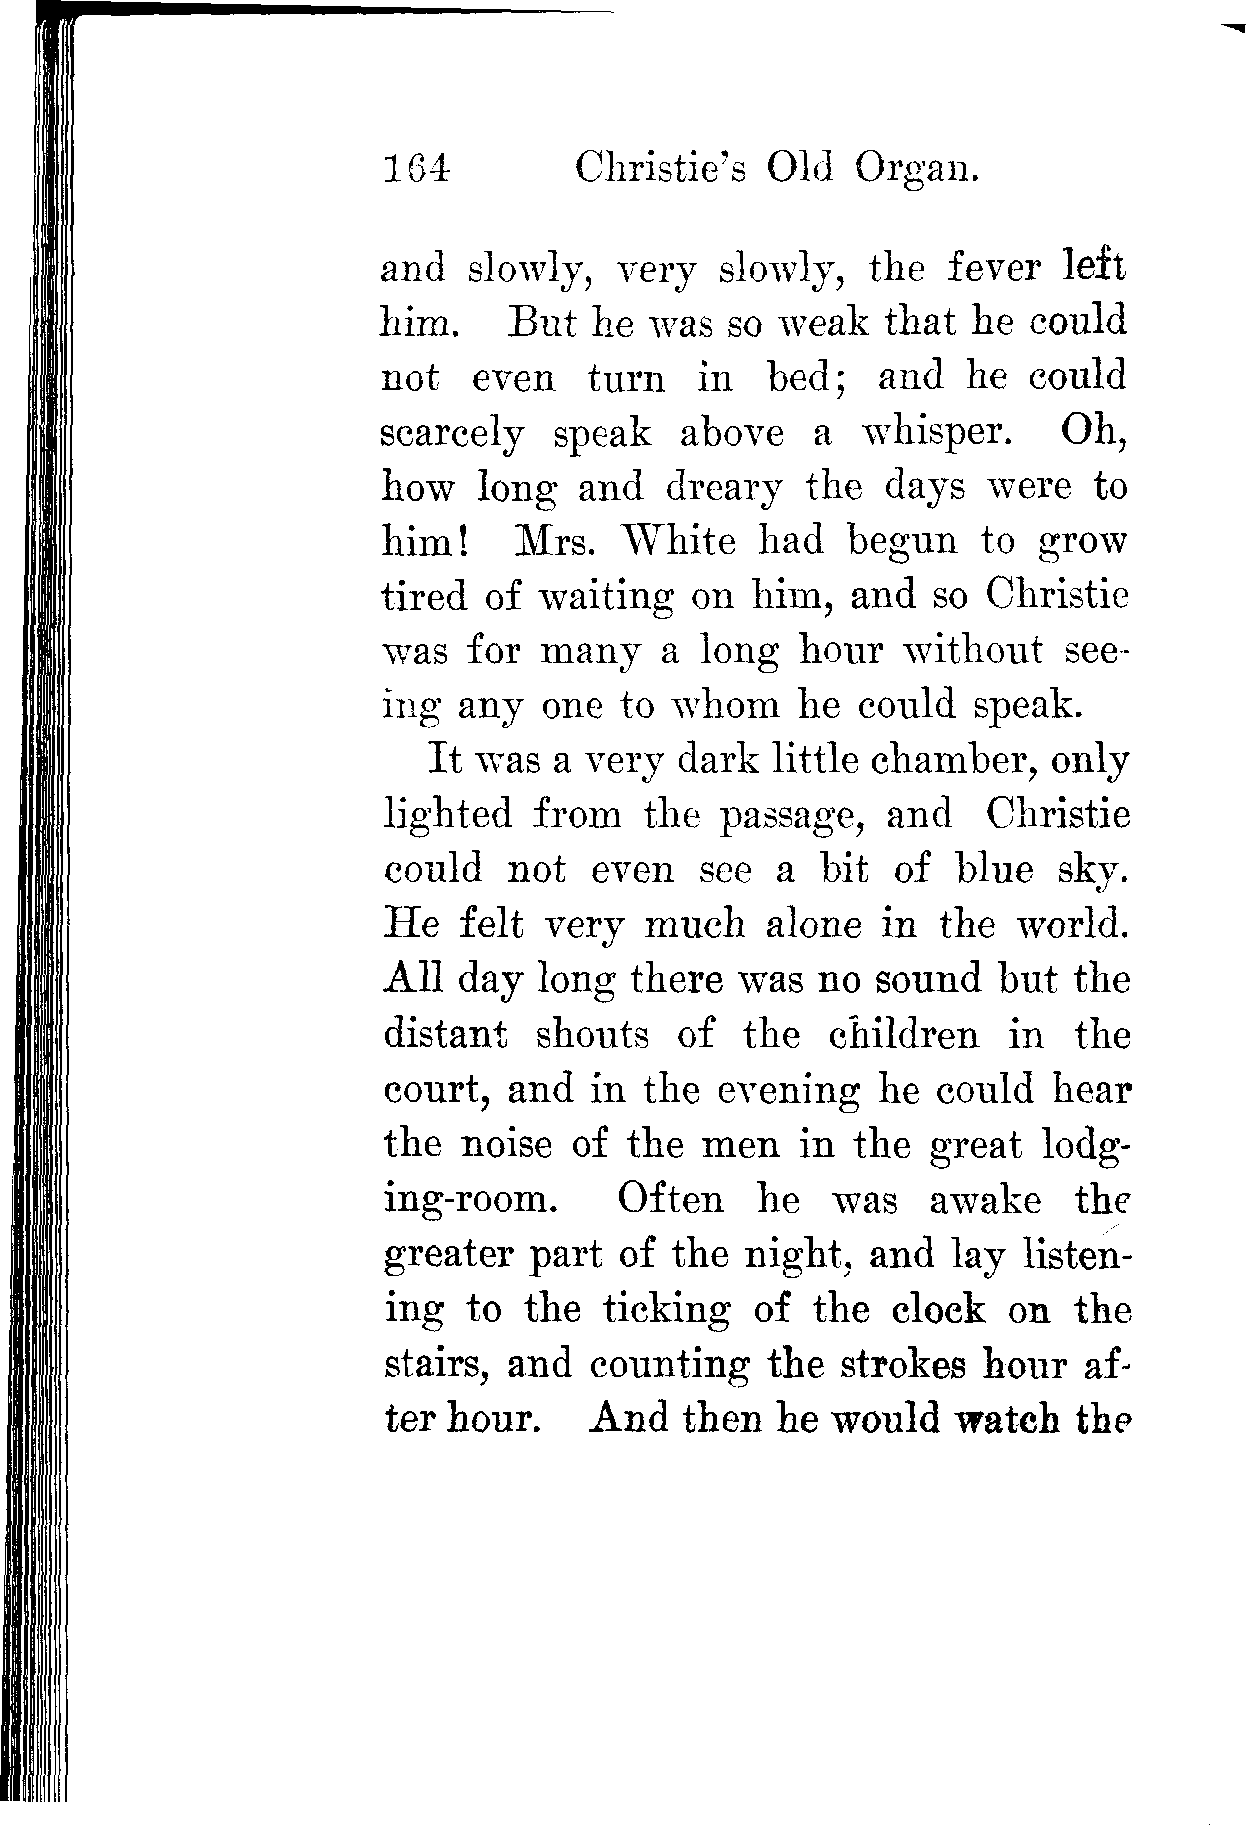 164 Christie's Old Organ.
and slowly, very slowly, the fever left
him. But he was so weak that he could
not even turn in bed; and he could
scarcely speak above a whisper. Oh,
how long and dreary the days were to
him! Mrs. White had begun to grow
tired of waiting on him, and so Christie
was for many a long hour without see-
ing any one to whom he could speak.
It was a very dark little chamber, only
lighted from the passage, and Christie
could not even see a bit of blue sky.
He felt very much alone in the world.
All day long there was no sound but the
distant shouts of the children in the
court, and in the evening he could hear
the noise of the men in the great lodg-
ing-room. Often he was awake the
greater part of the night, and lay listen-
ing to the ticking of the clock on the
stairs, and counting the strokes hour af-
ter hour. And then he would watch the